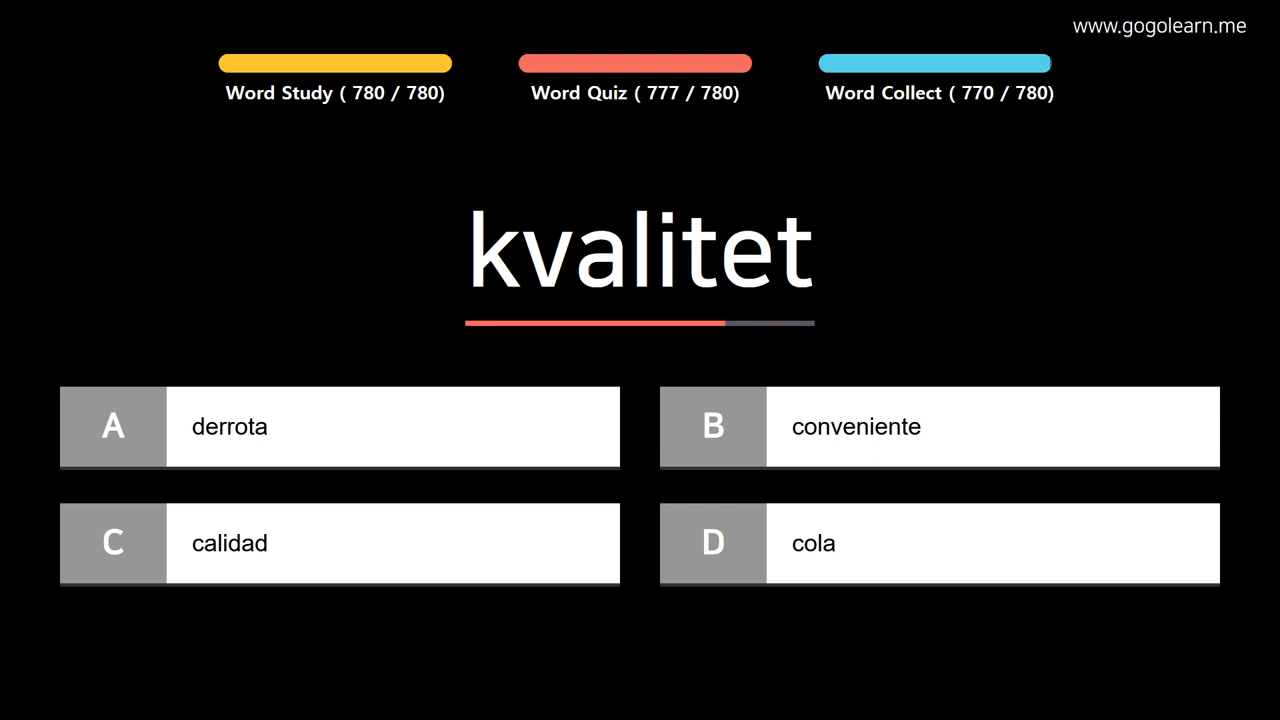 www.gogolearn.me
Word Study ( 780 / 780)
Word Quiz ( 777 / 780)
Word Collect ( 770 / 780)
kvalitet
A derrota
B conveniente
C calidad
D cola